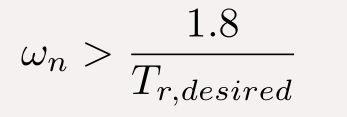 ω_n > 1.8 / T_{r,desired}